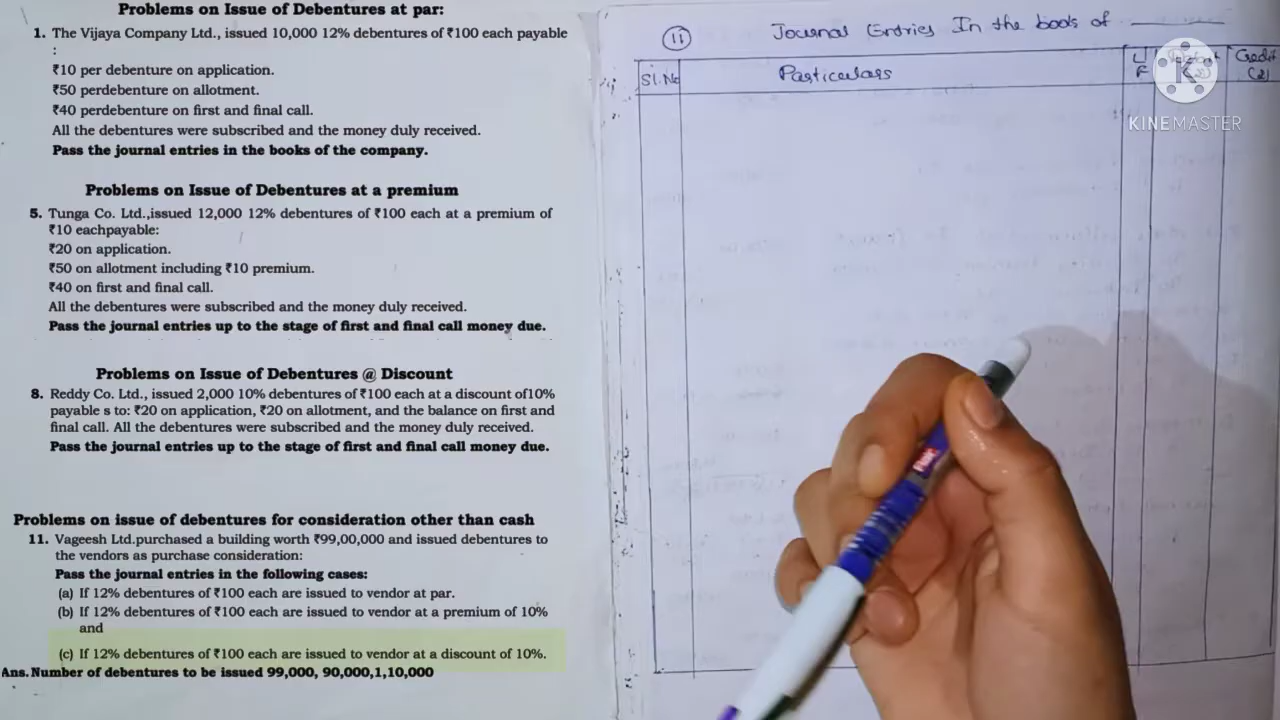 Problems on Issue of Debentures at par:
1. The Vijaya Company Ltd., issued 10,000 12% debentures of ₹100 each payable
:
₹10 per debenture on application.
₹50 perdebenture on allotment.
₹40 perdebenture on first and final call.
All the debentures were subscribed and the money duly received.
Pass the journal entries in the books of the company.
Problems on Issue of Debentures at a premium
5. Tunga Co. Ltd.,issued 12,000 12% debentures of ₹100 each at a premium of
₹10 eachpayable:
₹20 on application.
₹50 on allotment including ₹10 premium.
₹40 on first and final call.
All the debentures were subscribed and the money duly received.
Pass the journal entries up to the stage of first and final call money due.
Problems on Issue of Debentures @ Discount
8. Reddy Co. Ltd., issued 2,000 10% debentures of ₹100 each at a discount of10%
payable s to: ₹20 on application, ₹20 on allotment, and the balance on first and
final call. All the debentures were subscribed and the money duly received.
Pass the journal entries up to the stage of first and final call money due.
Problems on issue of debentures for consideration other than cash
11. Vageesh Ltd.purchased a building worth ₹99,00,000 and issued debentures to
the vendors as purchase consideration:
Pass the journal entries in the following cases:
(a) If 12% debentures of ₹100 each are issued to vendor at par.
(b) If 12% debentures of ₹100 each are issued to vendor at a premium of 10%
and
(c) If 12% debentures of ₹100 each are issued to vendor at a discount of 10%.
Ans. Number of debentures to be issued 99,000, 90,000,1,10,000
11 Journal Entries In the books of
Sl.No Particulars L F Credit (₹)
K
KINEMASTER